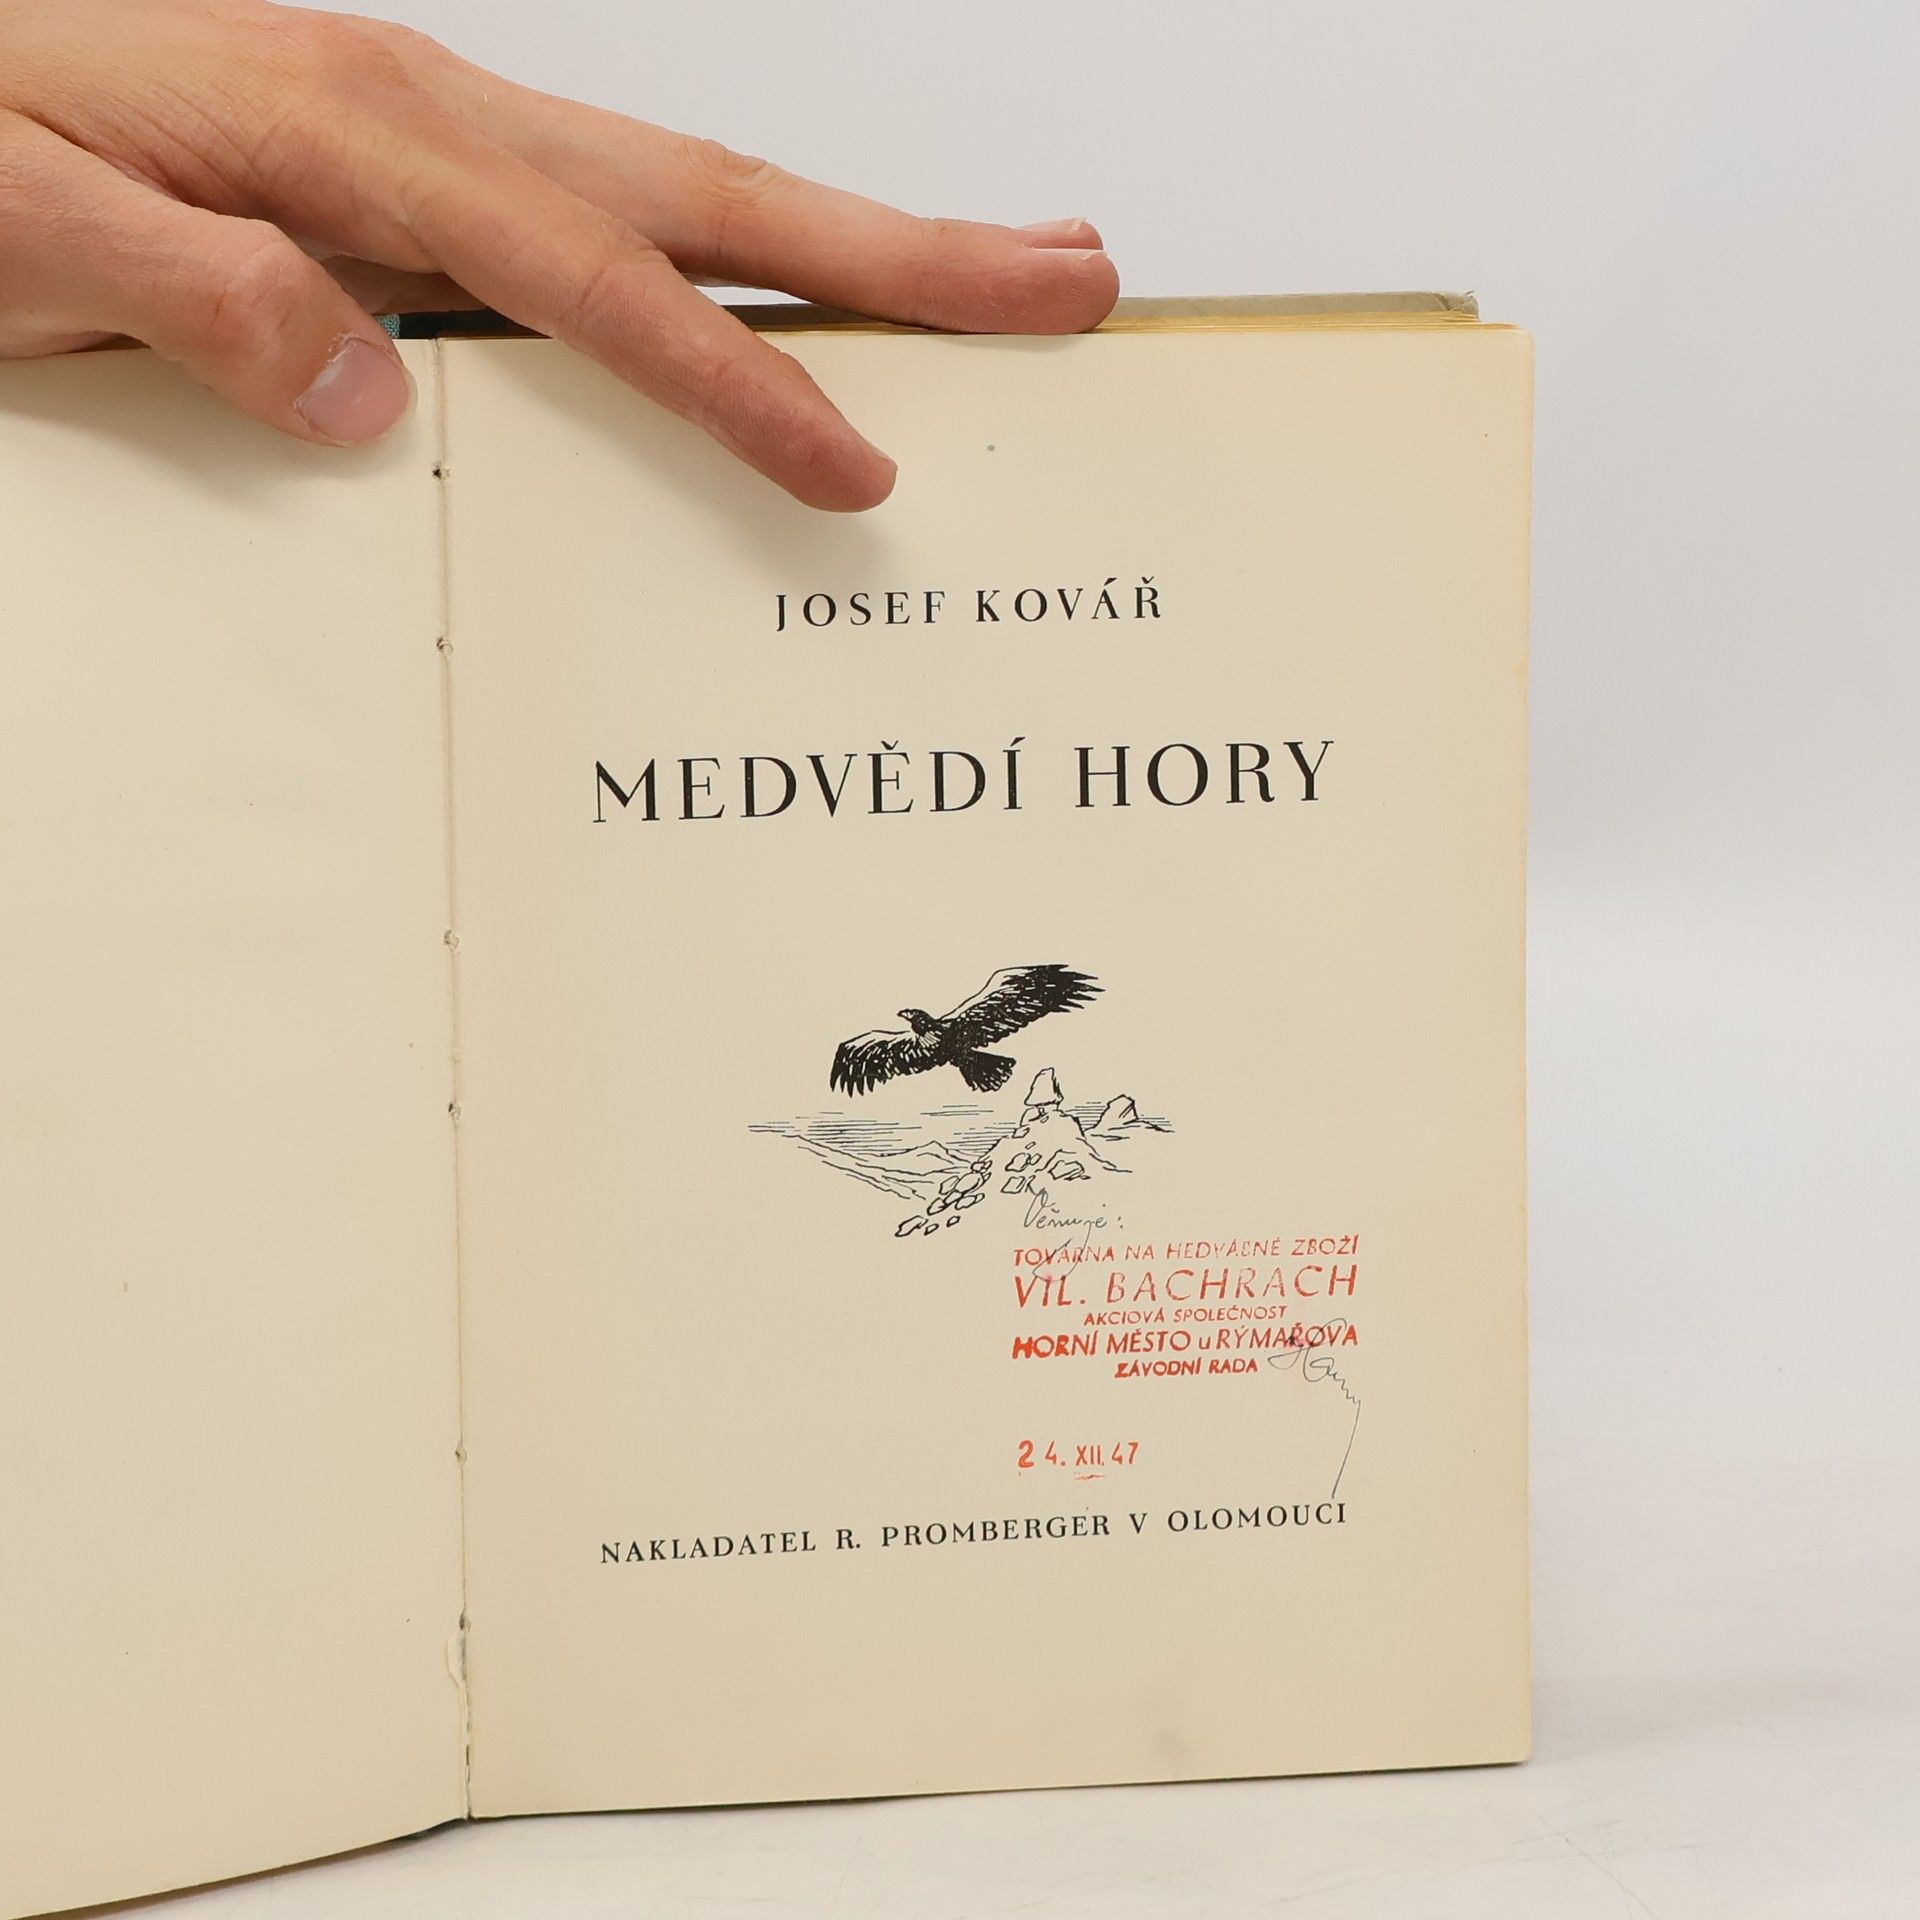 JOSEF KOVÁŘ
MEDVĚDÍ HORY
Věnuje:
TOVÁRNA NA HEDVÁBNÉ ZBOŽÍ
VIL. BACHRACH
AKCIOVÁ SPOLEČNOST
HORNÍ MĚSTO u RÝMAŘOVA
ZÁVODNÍ RADA
24. XII. 47
NAKLADATEL R. PROMBERGER V OLOMOUCI